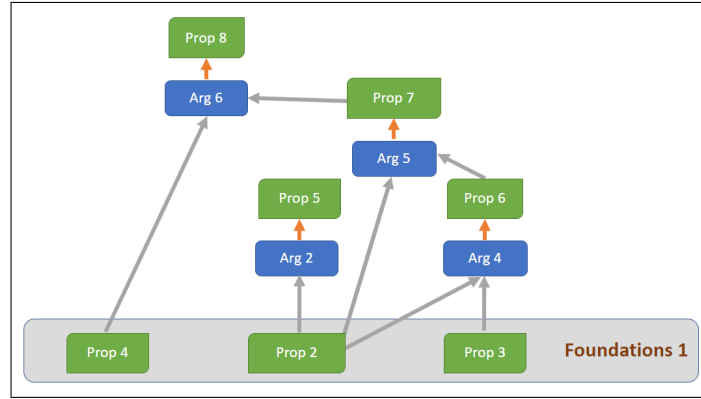 Prop 8
Arg 6
Prop 7
Arg 5
Prop 5
Prop 6
Arg 2
Arg 4
Prop 4
Prop 2
Prop 3
Foundations 1